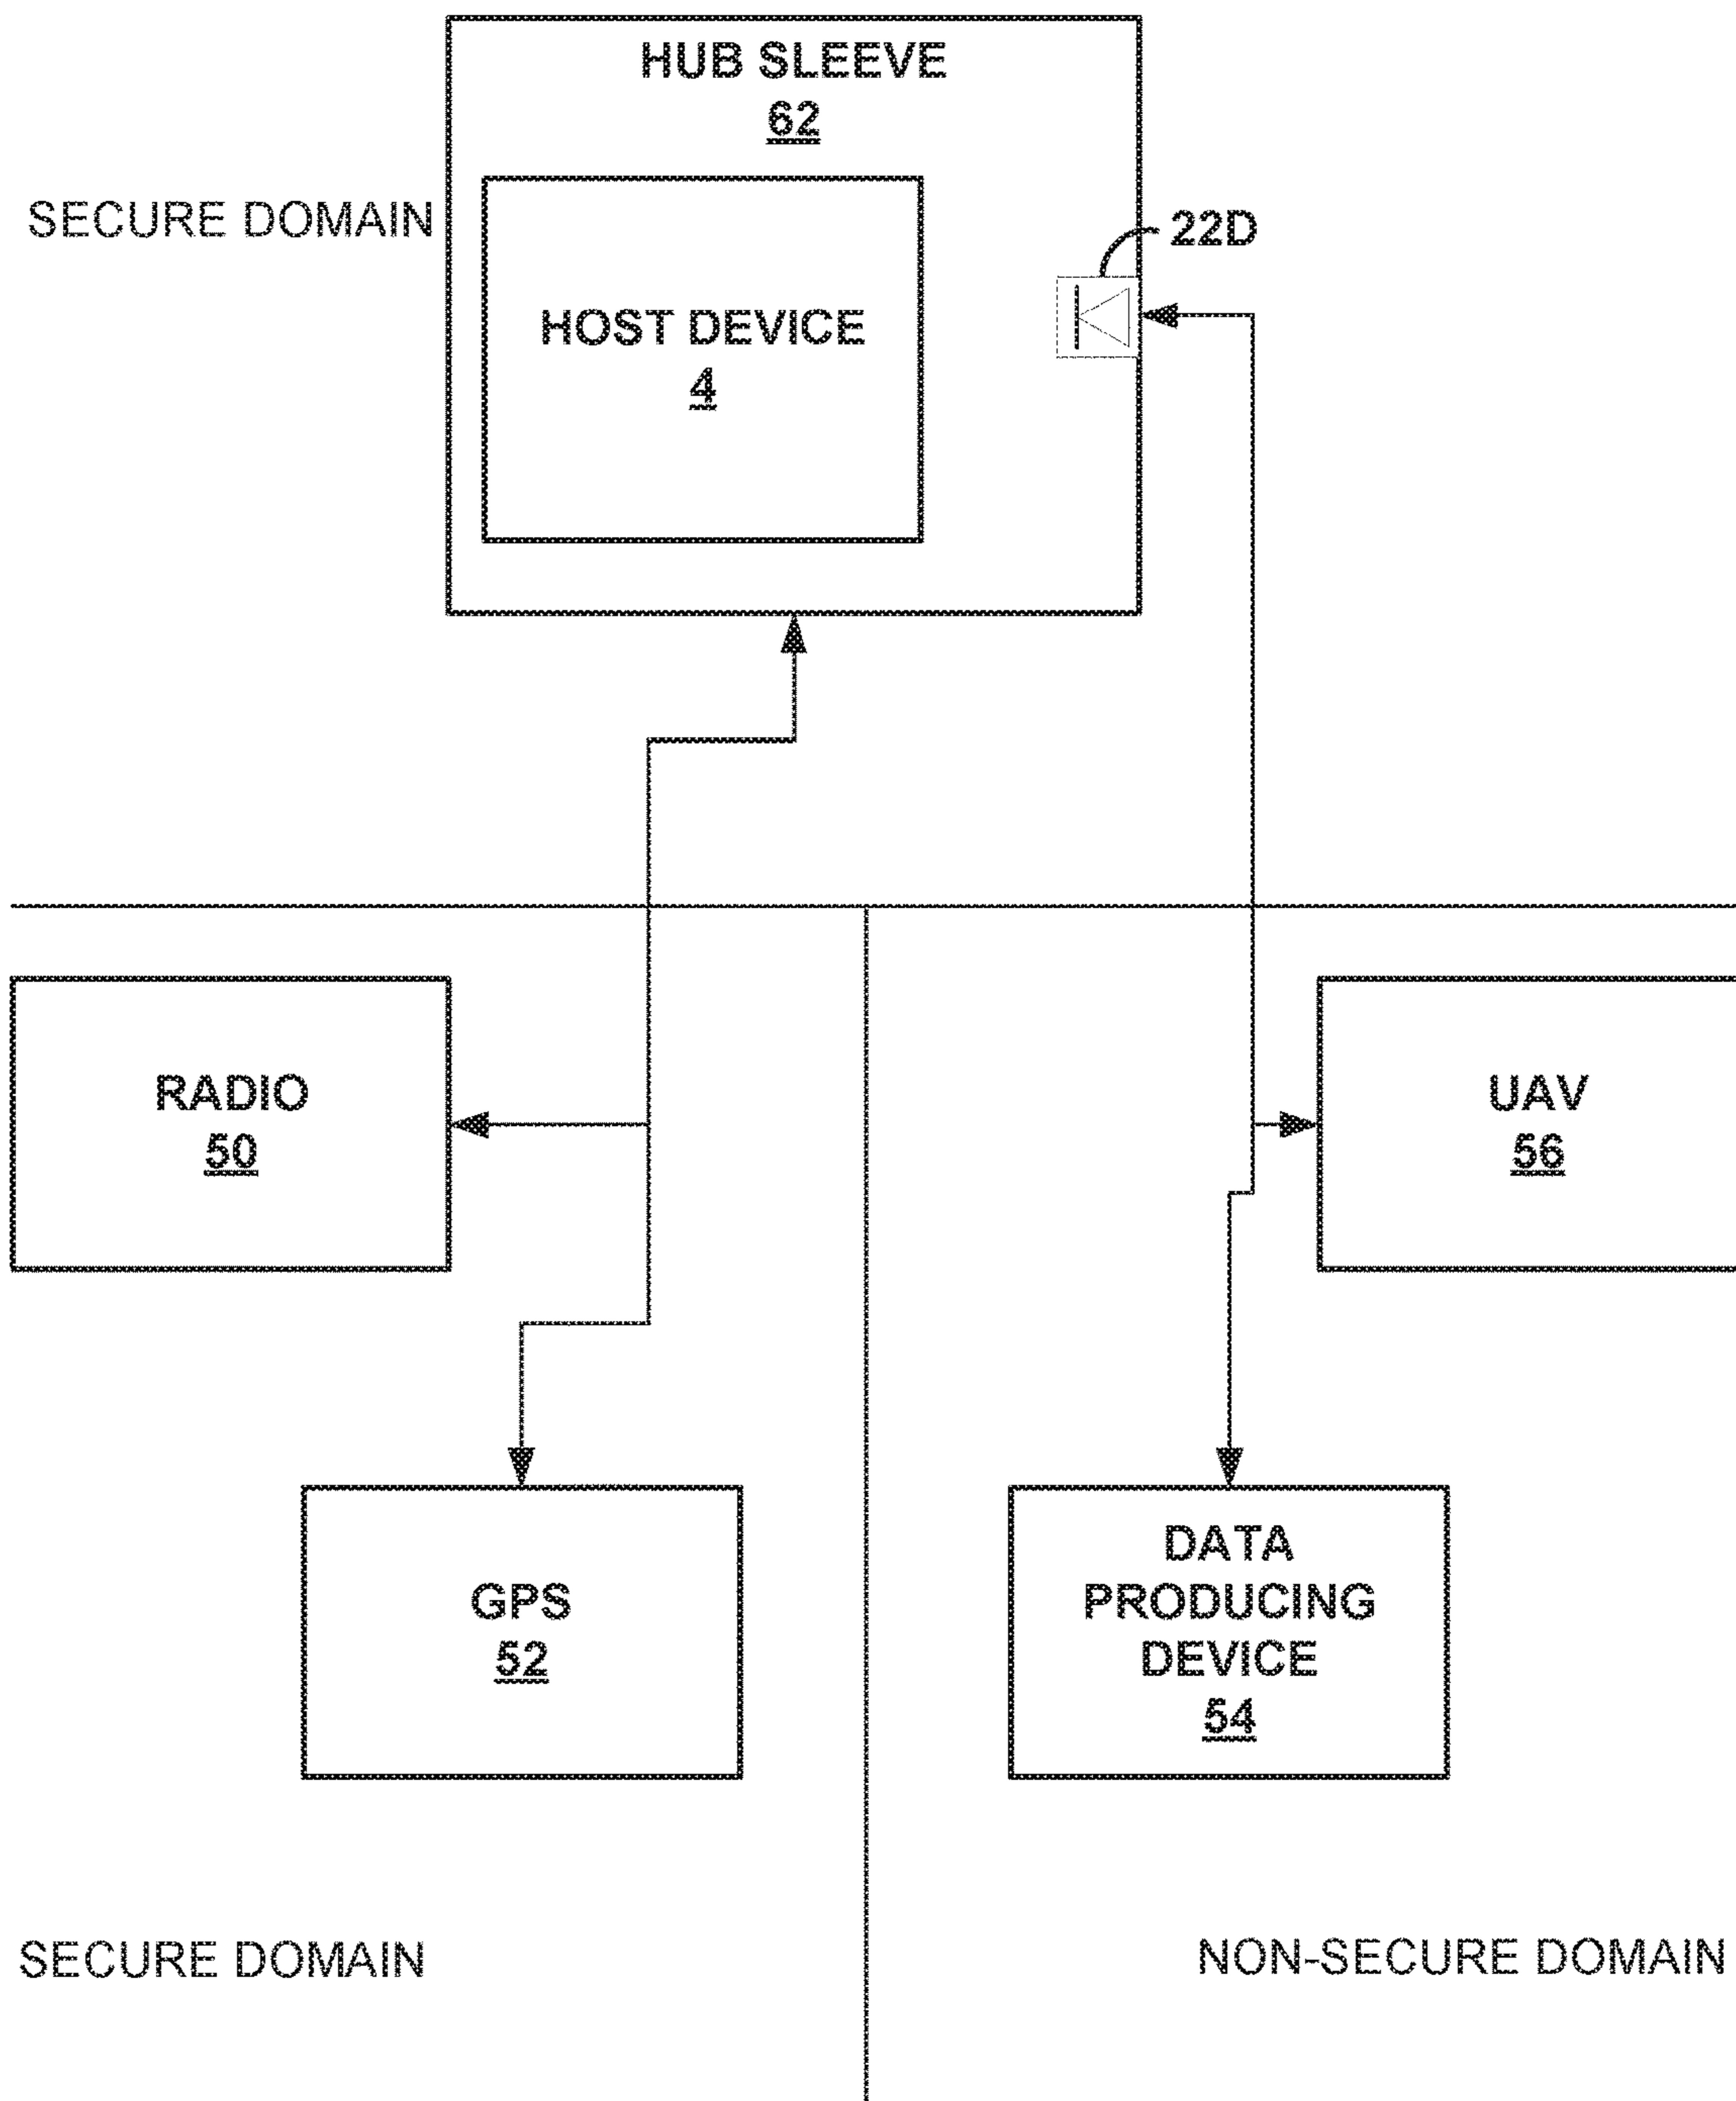 HUB SLEEVE
62
SECURE DOMAIN
22D
HOST DEVICE
4
RADIO
50
UAV
56
GPS
52
DATA
PRODUCING
DEVICE
54
SECURE DOMAIN
NON-SECURE DOMAIN